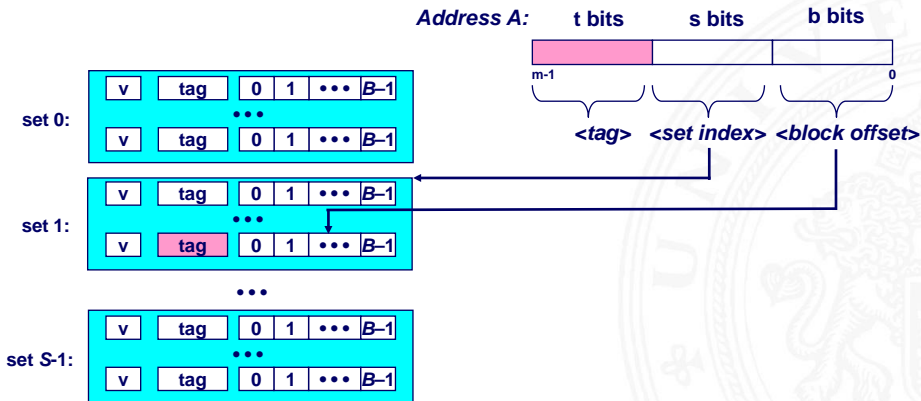 Address A: t bits s bits b bits
m-1 0
<tag> <set index> <block offset>
v tag 0 1 ••• B–1
•••
set 0:
v tag 0 1 ••• B–1
v tag 0 1 ••• B–1
•••
set 1:
v tag 0 1 ••• B–1
•••
v tag 0 1 ••• B–1
•••
set S-1:
v tag 0 1 ••• B–1